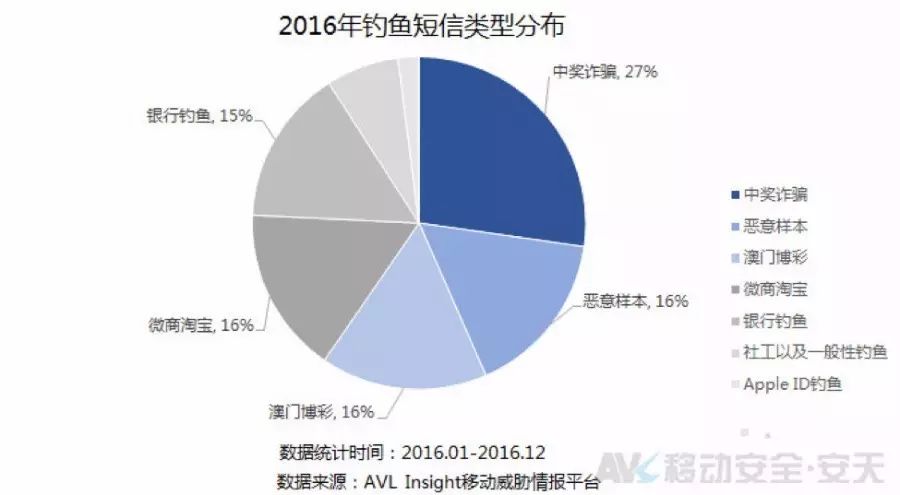 2016年钓鱼短信类型分布
中奖诈骗, 27%
银行钓鱼, 15%
恶意样本, 16%
微商淘宝, 16%
澳门博彩, 16%
中奖诈骗
恶意样本
澳门博彩
微商淘宝
银行钓鱼
社工以及一般性钓鱼
Apple ID钓鱼
数据统计时间：2016.01-2016.12
数据来源：AVL Insight移动威胁情报平台
AVL移动安全·安天